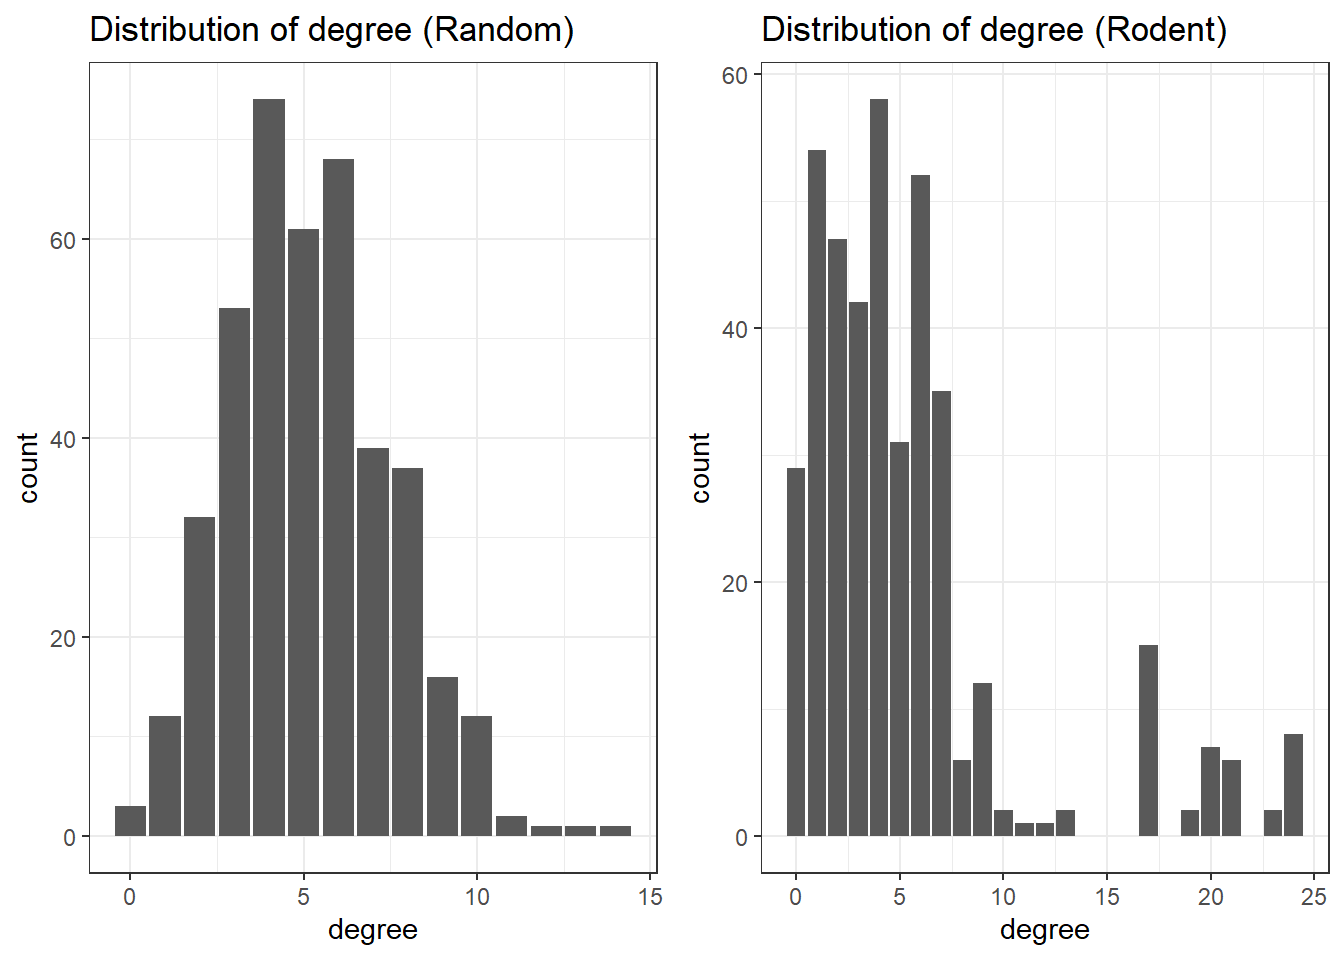 Distribution of degree (Random)
count
60
40
20
0
0 5 10 15
degree
Distribution of degree (Rodent)
count
60
40
20
0
0 5 10 15 20 25
degree